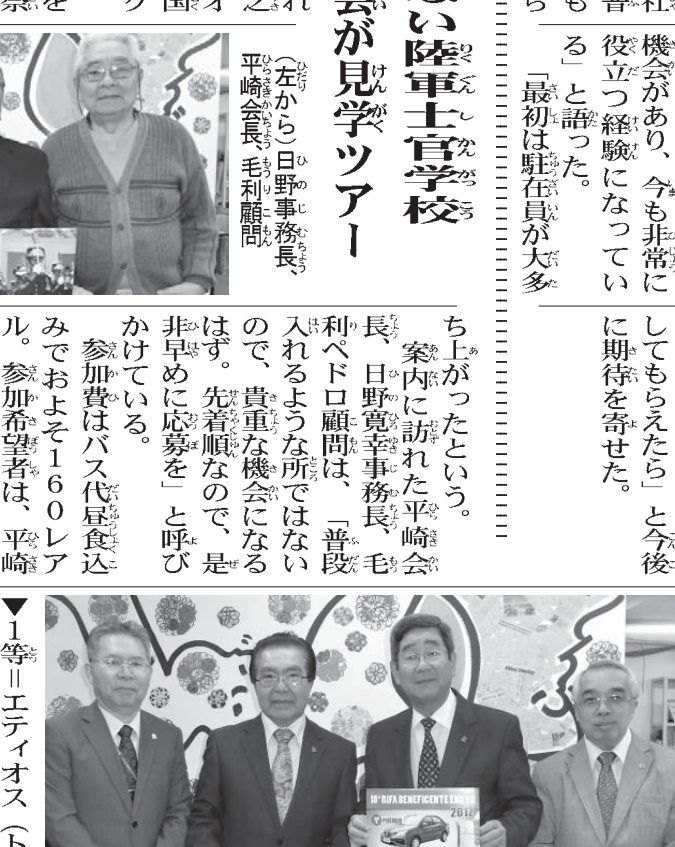 機会があり、今も非常に
役立つ経験になってい
る」と語った。
「最初は駐在員が大多
してもらえたら」と今後
に期待を寄せた。
い陸軍士官学校
会が見学ツアー
(左から)日野事務長、
平崎会長、毛利顧問
ち上がったという。
案内に訪れた平崎会
長、日野寛幸事務長、毛
利ペドロ顧問は、「普段
入れるような所ではない
ので、貴重な機会になる
はず。先着順なので、是
非早めに応募を」と呼び
かけている。
参加費はバス代昼食込
みでおよそ160レア
ル。参加希望者は、平崎
▼1等=エティオス(ト
18ª RIFA BENEFICENTE
2017